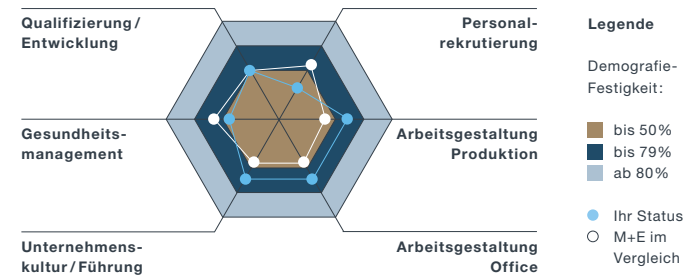 Qualifizierung /
Entwicklung
Personal-
rekrutierung
Gesundheits-
management
Arbeitsgestaltung
Produktion
Unternehmens-
kultur / Führung
Arbeitsgestaltung
Office
Legende
Demografie-
Festigkeit:
bis 50%
bis 79%
ab 80%
Ihr Status
M+E im
Vergleich